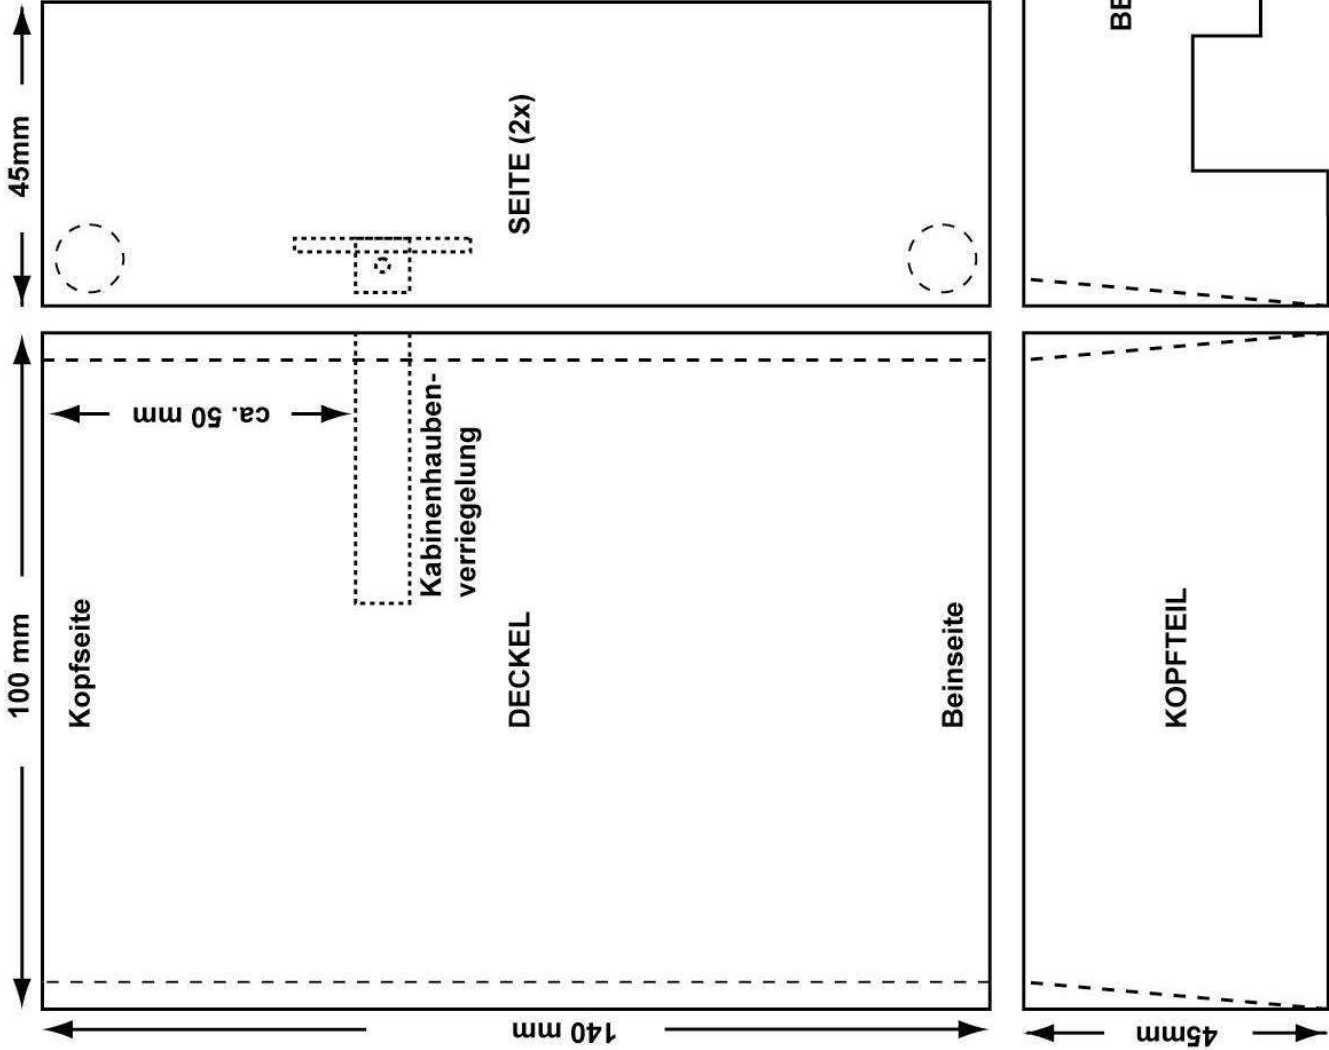 45mm
SEITE (2x)
BE
100 mm
ca. 50 mm
Kabinenhauben-
verriegelung
Kopfseite
DECKEL
Beinseite
KOPFTEIL
140 mm
45mm